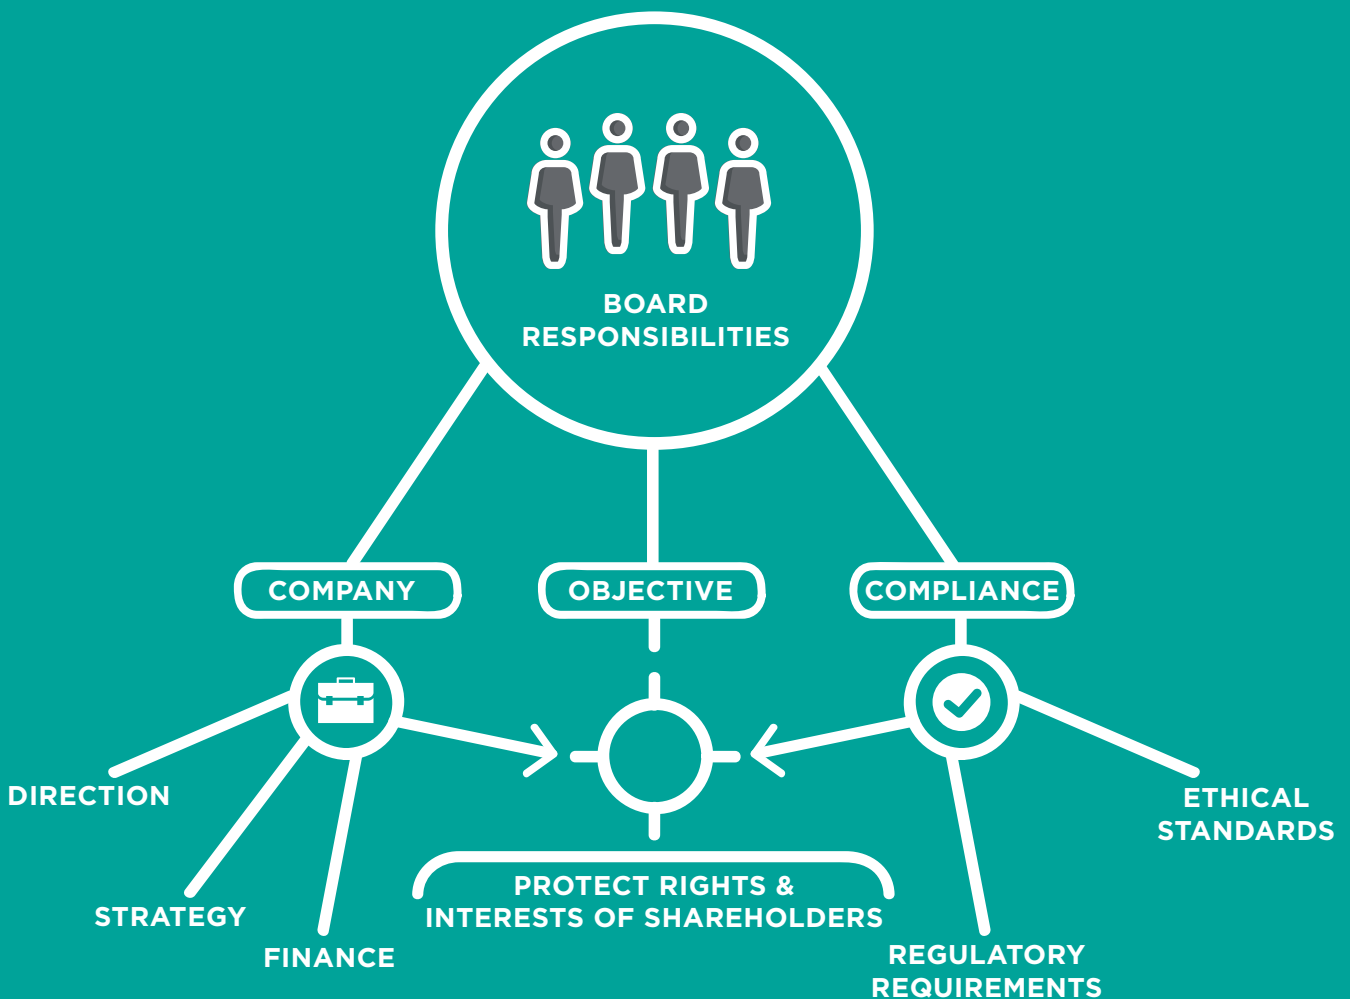 BOARD
RESPONSIBILITIES
COMPANY
OBJECTIVE
COMPLIANCE
DIRECTION
STRATEGY
FINANCE
PROTECT RIGHTS &
INTERESTS OF SHAREHOLDERS
REGULATORY
REQUIREMENTS
ETHICAL
STANDARDS